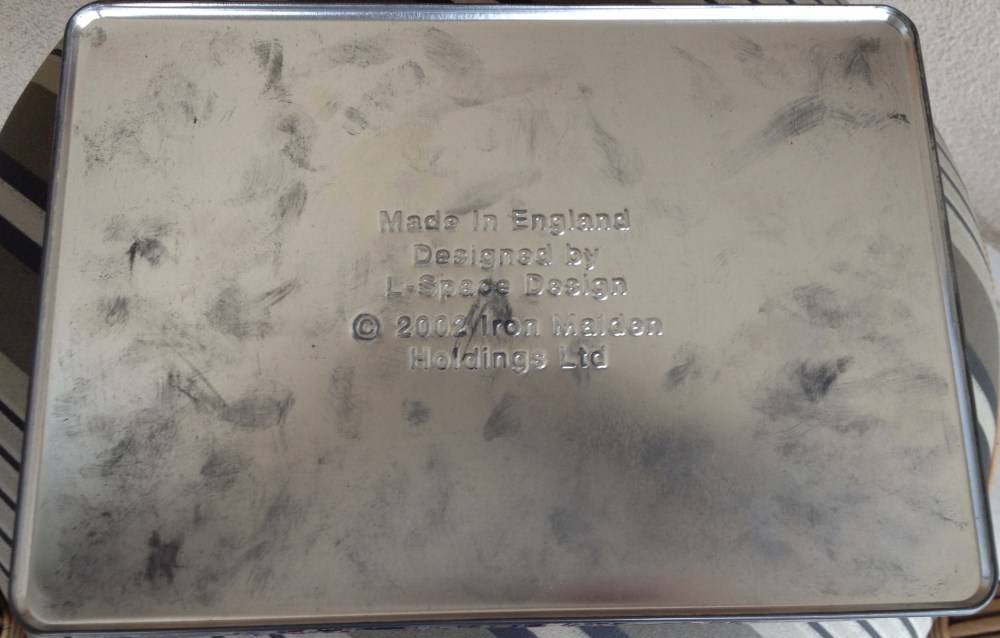 Made In England
Designed by
L-Space Design
© 2002 Iron Maiden
Holdings Ltd